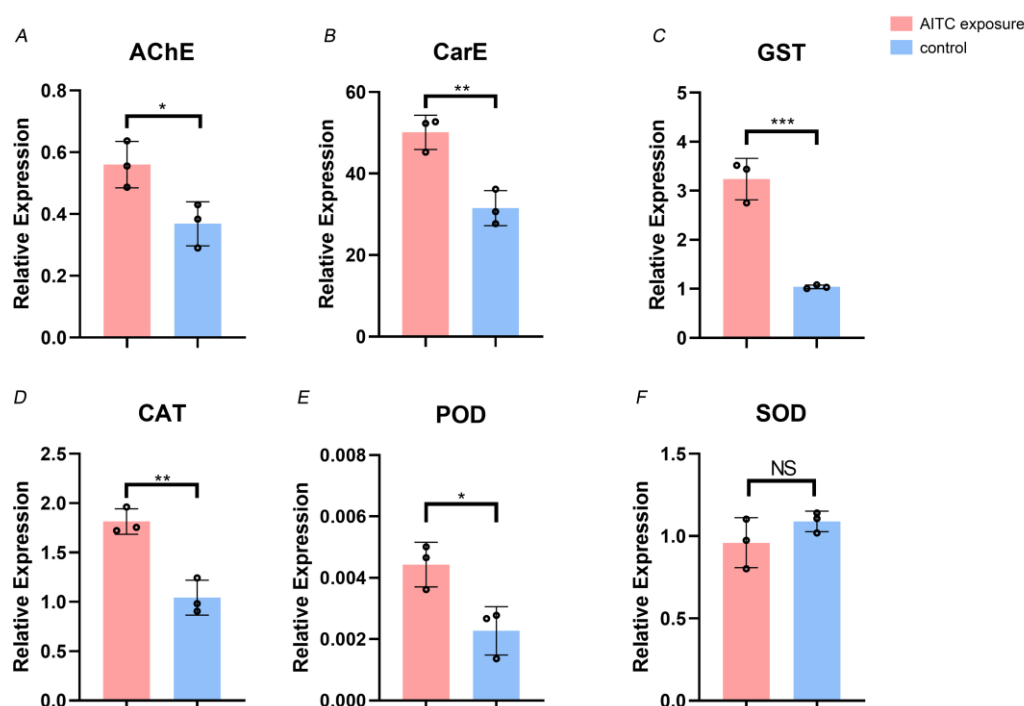 AITC exposure
control
A
AChE
Relative Expression
0.8
0.6
0.4
0.2
0.0
*
B
CarE
Relative Expression
60
40
20
0
**
C
GST
Relative Expression
5
4
3
2
1
0
***
D
CAT
Relative Expression
2.5
2.0
1.5
1.0
0.5
0.0
**
E
POD
Relative Expression
0.008
0.006
0.004
0.002
0.000
*
F
SOD
Relative Expression
1.5
1.0
0.5
0.0
NS